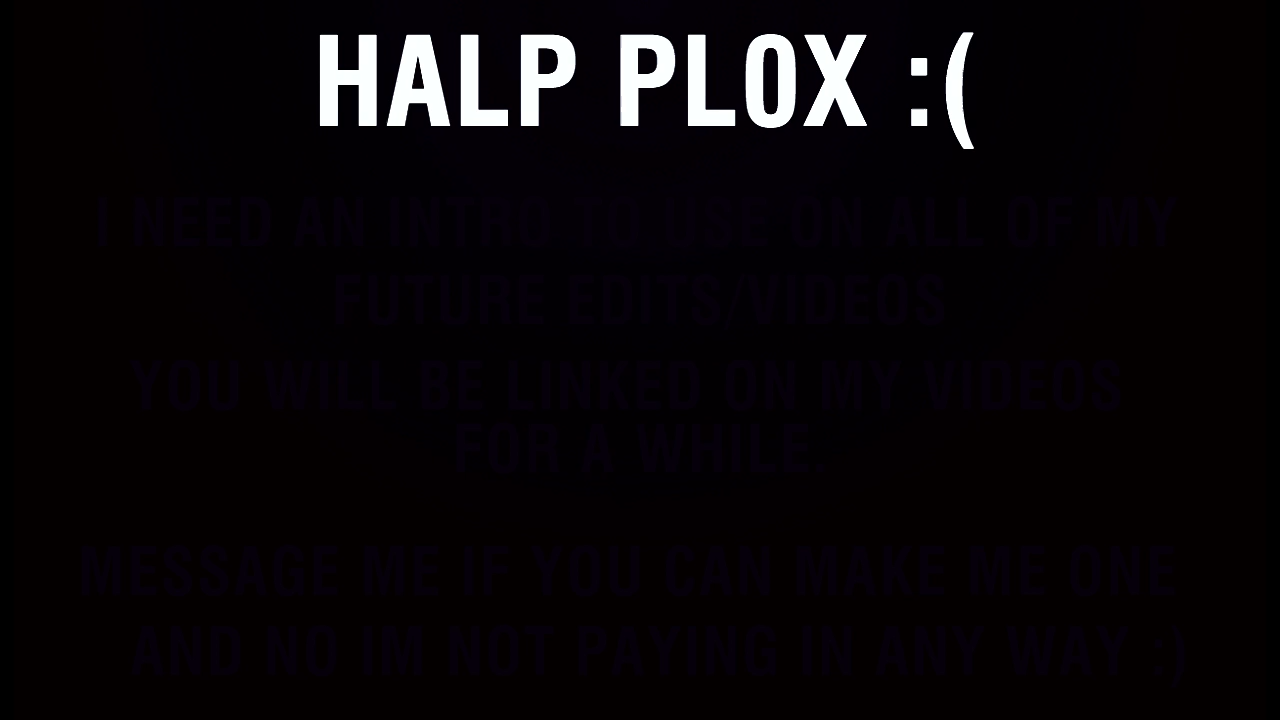 HALP PLOX :(
I NEED AN INTRO TO USE ON ALL OF MY
FUTURE EDITS/VIDEOS
YOU WILL BE LINKED ON MY VIDEOS
FOR A WHILE.
MESSAGE ME IF YOU CAN MAKE ME ONE
AND NO IM NOT PAYING IN ANY WAY ;)